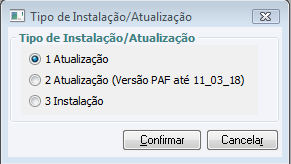 Tipo de Instalação/Atualização
Tipo de Instalação/Atualização
1 Atualização
2 Atualização (Versão PAF até 11_03_18)
3 Instalação
Confirmar Cancelar